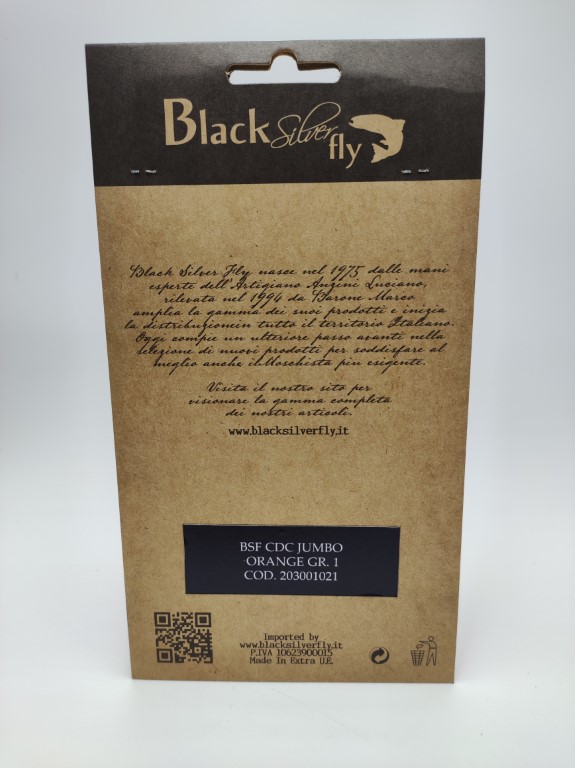 Black Silver fly
Black Silver Fly nasce nel 1975 dalle mani
esperte dell'Artigiano Anzini Luciano,
rilevata nel 1994 da Barone Marco
amplia la gamma dei suoi prodotti e inizia
la distribuzionein tutto il territorio Italiano.
Oggi compie un ulteriore passo avanti nella
selezione di nuovi prodotti per soddisfare al
meglio anche il Moschista più esigente.
Visita il nostro sito per
visionare la gamma completa
dei nostri articoli.
www.blacksilverfly.it
BSF CDC JUMBO
ORANGE GR. 1
COD. 203001021
Imported by
www.blacksilverfly.it
P.IVA 10623900015
Made In Extra U.E.